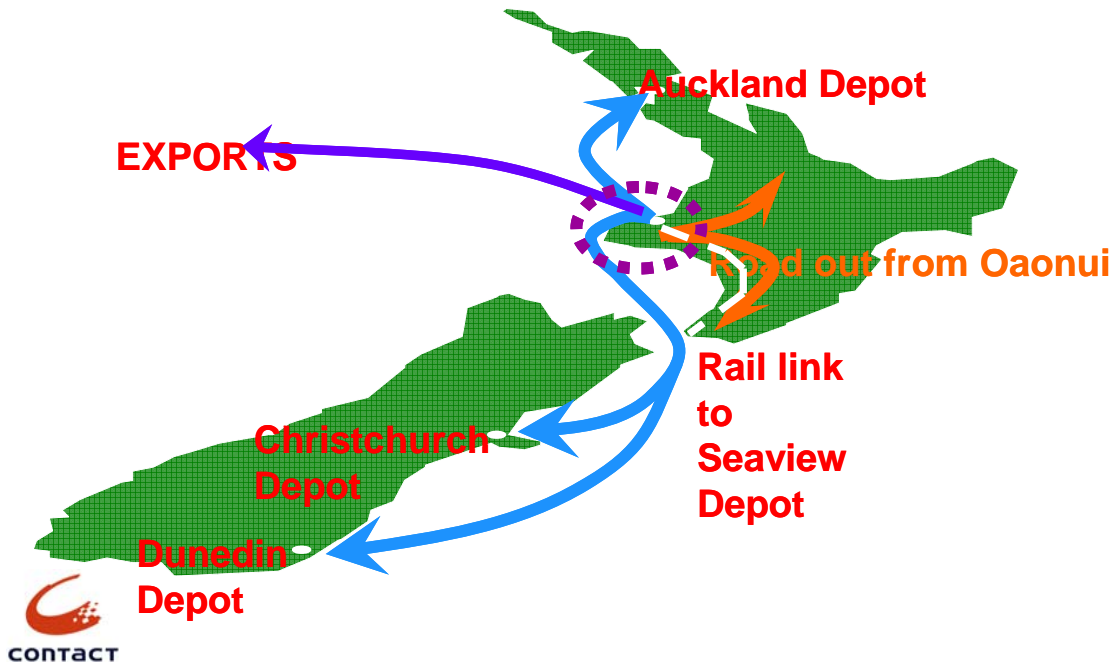 Auckland Depot
EXPORTS
Road out from Oaonui
Rail link
to
Seaview
Depot
Christchurch
Depot
Dunedin
Depot
CONTACT